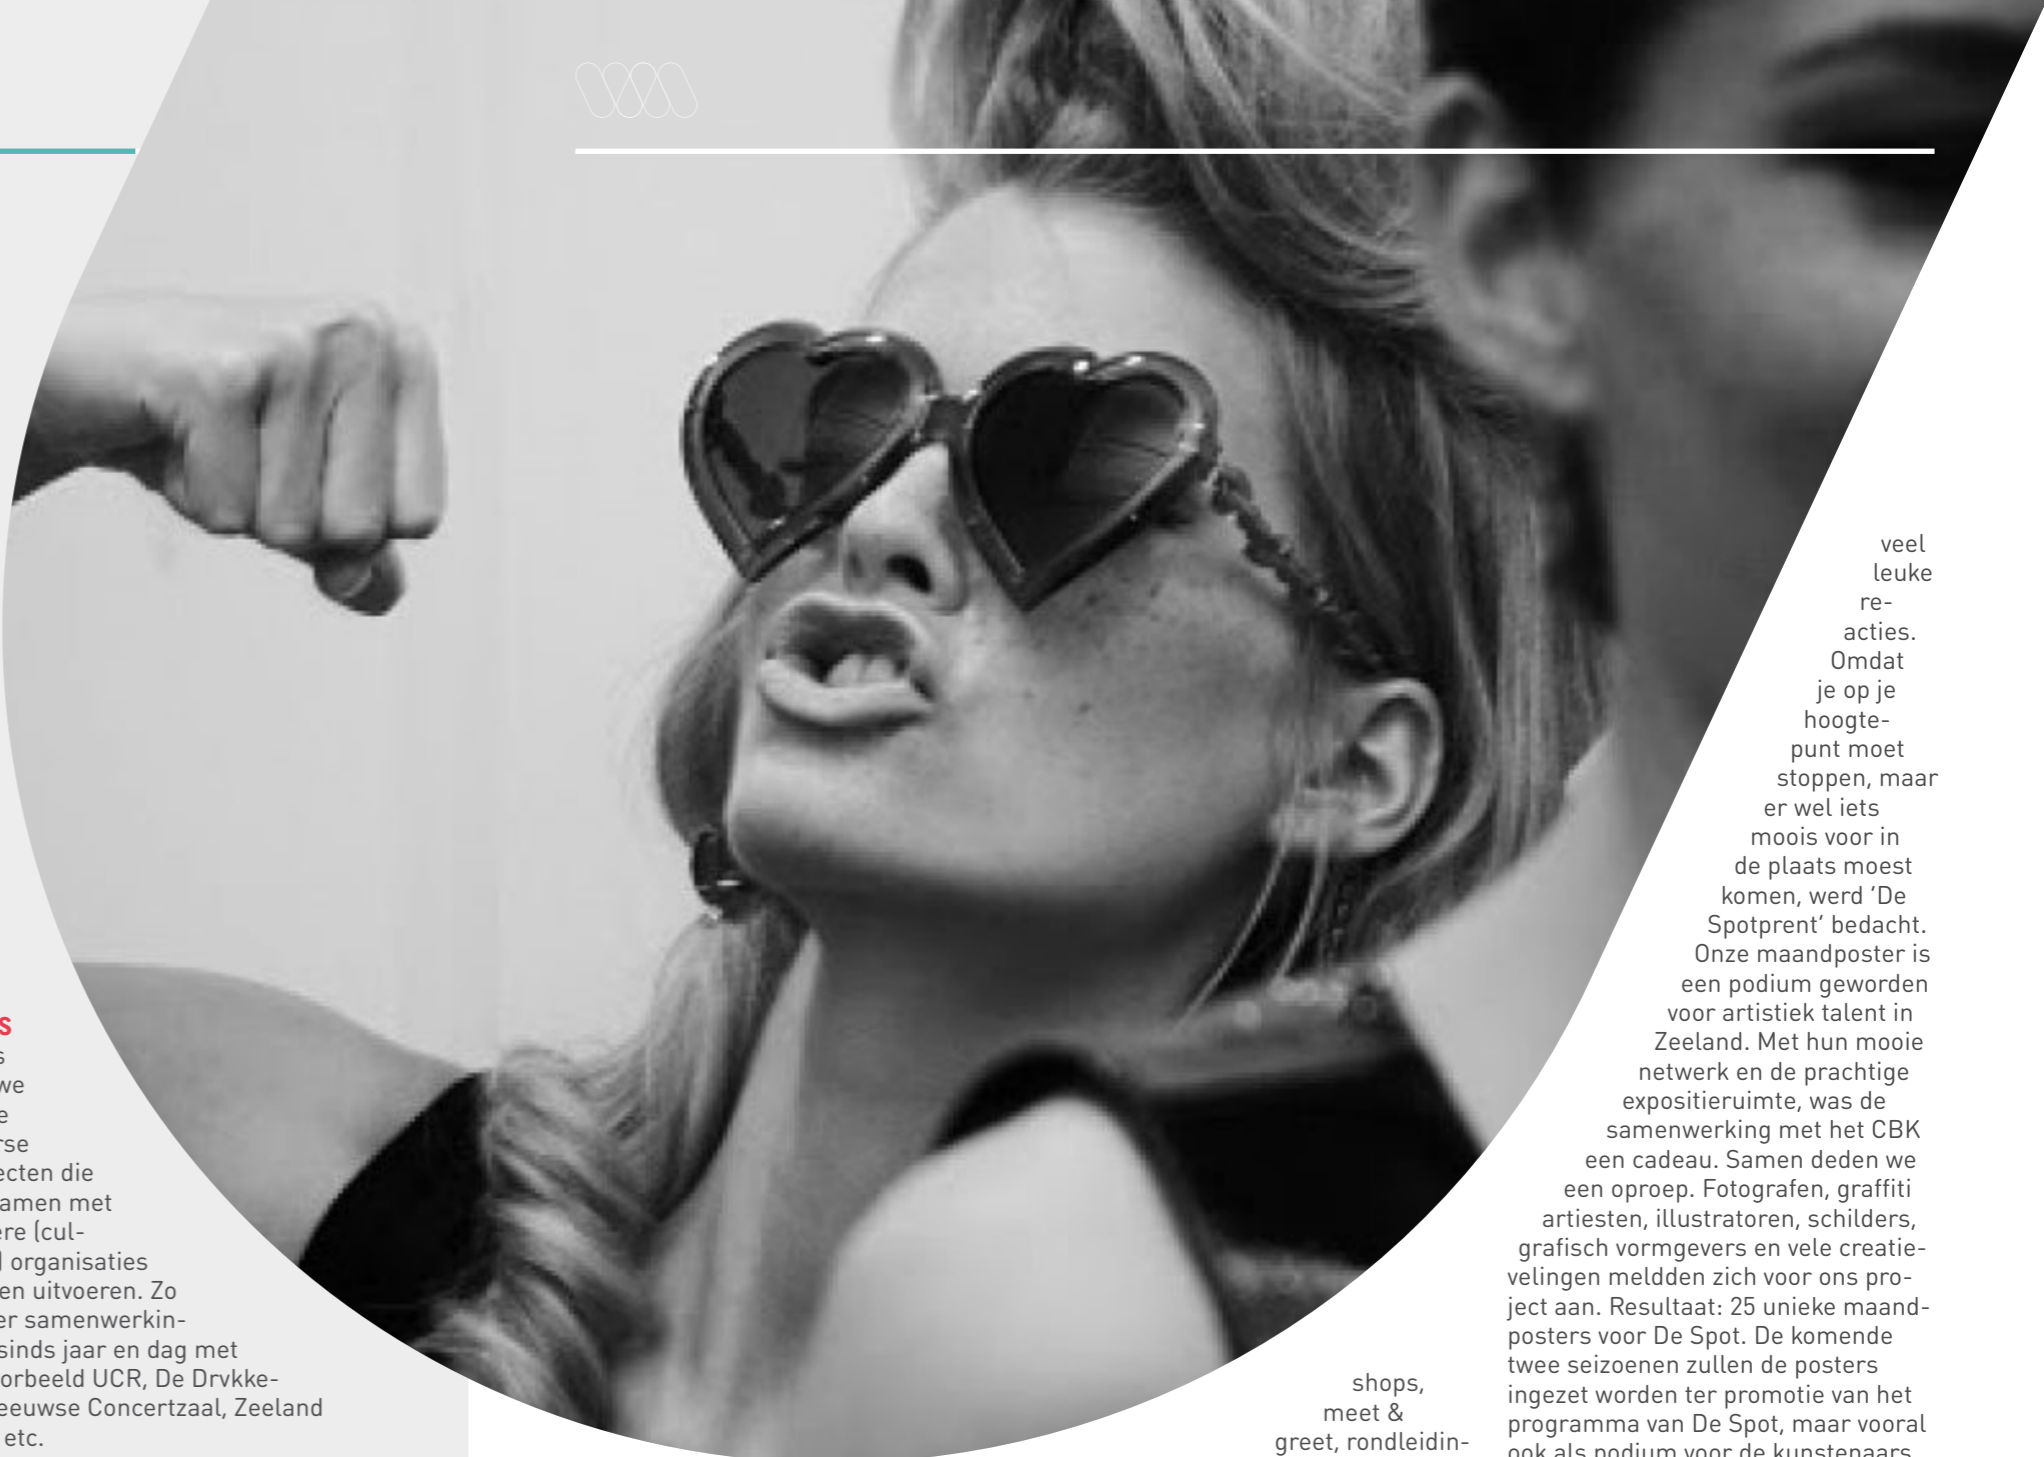 s
s
we
e
rse
ecten die
amen met
ere (cul-
) organisaties
en uitvoeren. Zo
er samenwerkin-
sinds jaar en dag met
orbeeld UCR, De Drvkke-
eeuwse Concertzaal, Zeeland
etc.
shops,
meet &
greet, rondleidin-
veel
leuke
re-
acties.
Omdat
je op je
hoogte-
punt moet
stoppen, maar
er wel iets
moois voor in
de plaats moest
komen, werd ‘De
Spotprent’ bedacht.
Onze maandposter is
een podium geworden
voor artistiek talent in
Zeeland. Met hun mooie
netwerk en de prachtige
expositieruimte, was de
samenwerking met het CBK
een cadeau. Samen deden we
een oproep. Fotografen, graffiti
artiesten, illustratoren, schilders,
grafisch vormgevers en vele creatie-
velingen meldden zich voor ons pro-
ject aan. Resultaat: 25 unieke maand-
posters voor De Spot. De komende
twee seizoenen zullen de posters
ingezet worden ter promotie van het
programma van De Spot, maar vooral
ook als podium voor de kunstenaars